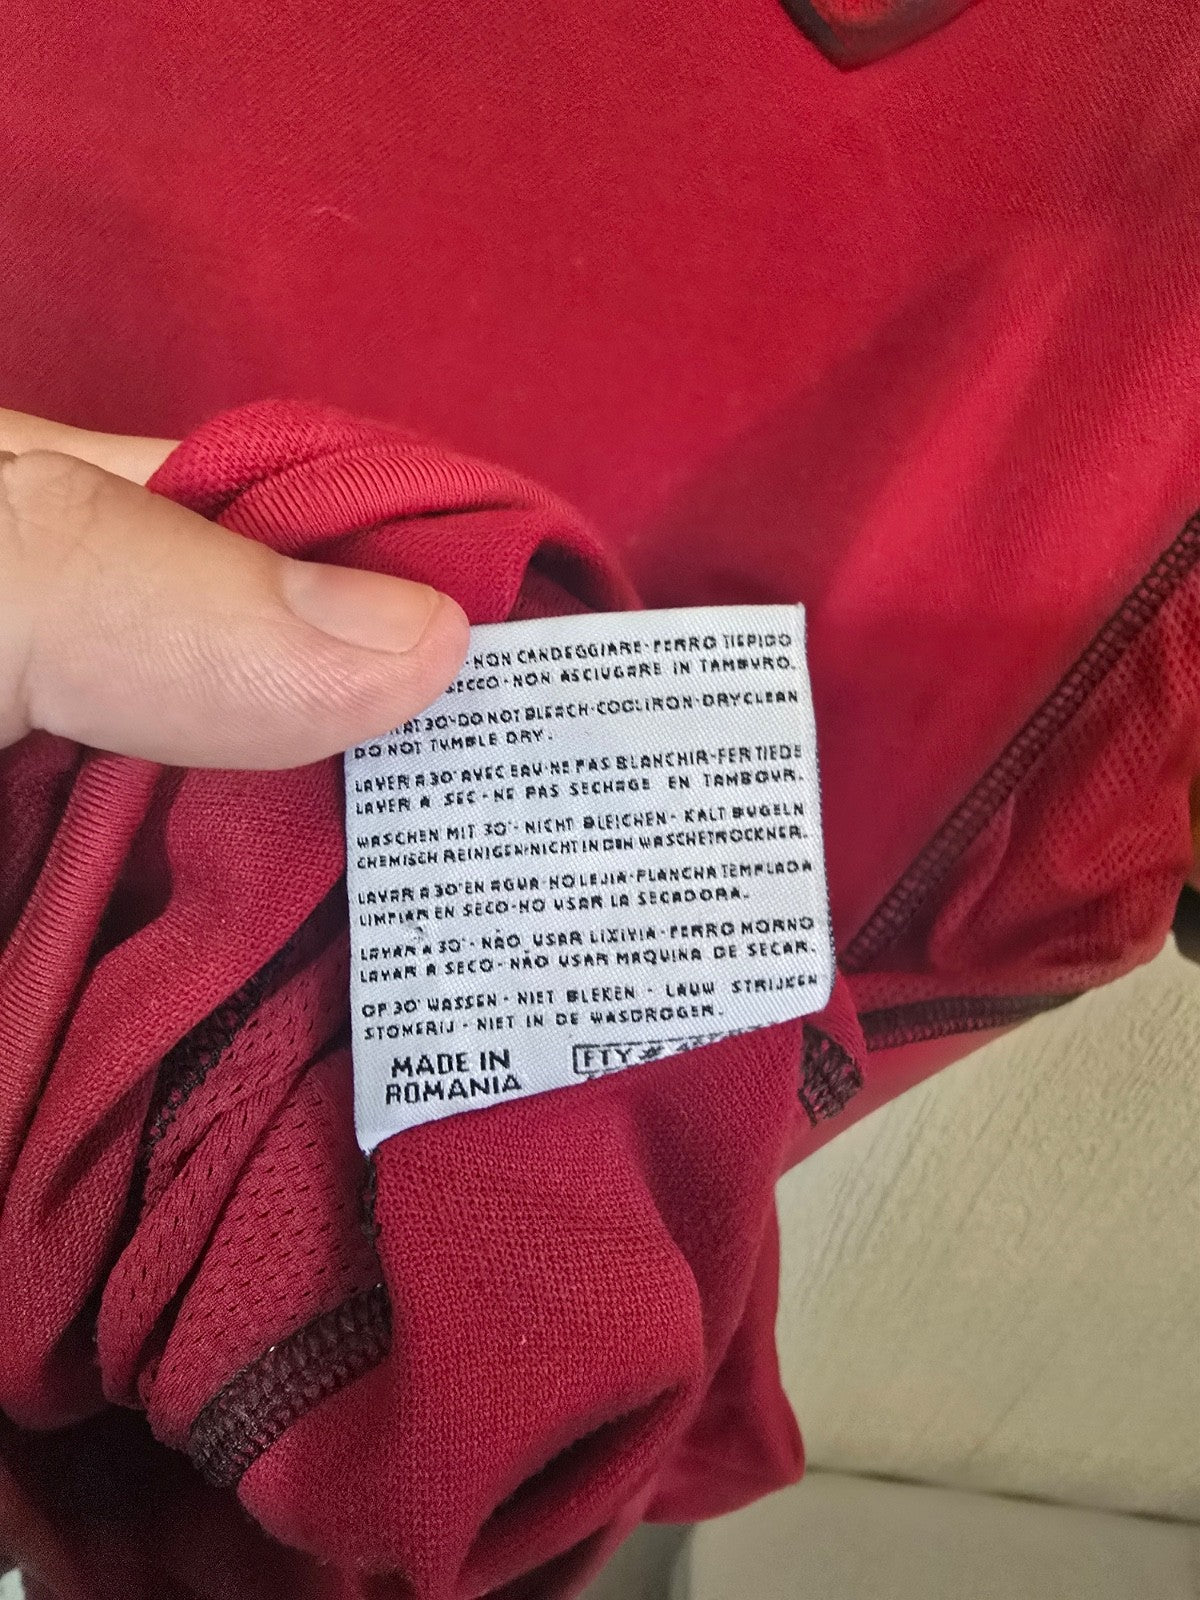 -NON CANDEGGIARE-FERRO TIEPIDO
SECCO-NON ASCIUGARE IN TAMBURO.
AT 30°-DO NOT BLEACH-COOL IRON-DRYCLEAN
DO NOT TUMBLE DRY.
LAVER A 30° AVEC EAU-NE PAS BLANCHIR-FER TIEDE
LAVER A SEC-NE PAS SECHAGE EN TAMBOUR.
WASCHEN MIT 30°-NICHT BLEICHEN-KALT BUGELN
CHEMISCH REINIGEN-NICHT IN DEN WASCHETROCKNER.
LAVAR A 30°EN AGUA-NO LEJIA-PLANCHA TEMPLADA
LIMPIAR EN SECO-NO USAR LA SECADORA.
LAVAR A 30°-NÃO USAR LIXIVIA-FERRO MORNO
LAVAR A SECO-NÃO USAR MAQUINA DE SECAR.
OP 30° WASSEN-NIET BLEKEN-LAUW STRIJKEN
STOMERIJ-NIET IN DE WASDROGER.
MADE IN
ROMANIA
FTY #